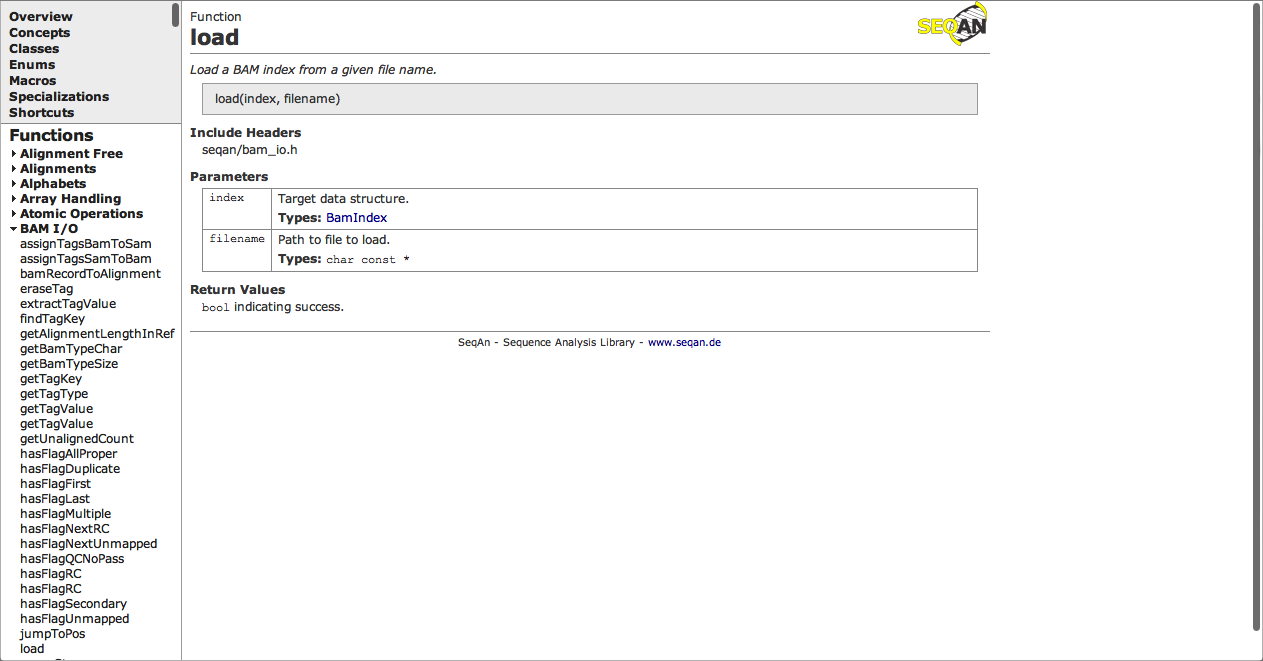 Overview
Concepts
Classes
Enums
Macros
Specializations
Shortcuts
Functions
Alignment Free
Alignments
Alphabets
Array Handling
Atomic Operations
BAM I/O
assignTagsBamToSam
assignTagsSamToBam
bamRecordToAlignment
eraseTag
extractTagValue
findTagKey
getAlignmentLengthInRef
getBamTypeChar
getBamTypeSize
getTagKey
getTagType
getTagValue
getTagValue
getUnalignedCount
hasFlagAllProper
hasFlagDuplicate
hasFlagFirst
hasFlagLast
hasFlagMultiple
hasFlagNextRC
hasFlagNextUnmapped
hasFlagQCNoPass
hasFlagRC
hasFlagRC
hasFlagSecondary
hasFlagUnmapped
jumpToPos
load
Function
load
SEQAN
Load a BAM index from a given file name.
load(index, filename)
Include Headers
seqan/bam_io.h
Parameters
index Target data structure.
Types: BamIndex
filename Path to file to load.
Types: char const *
Return Values
bool indicating success.
SeqAn - Sequence Analysis Library - www.seqan.de